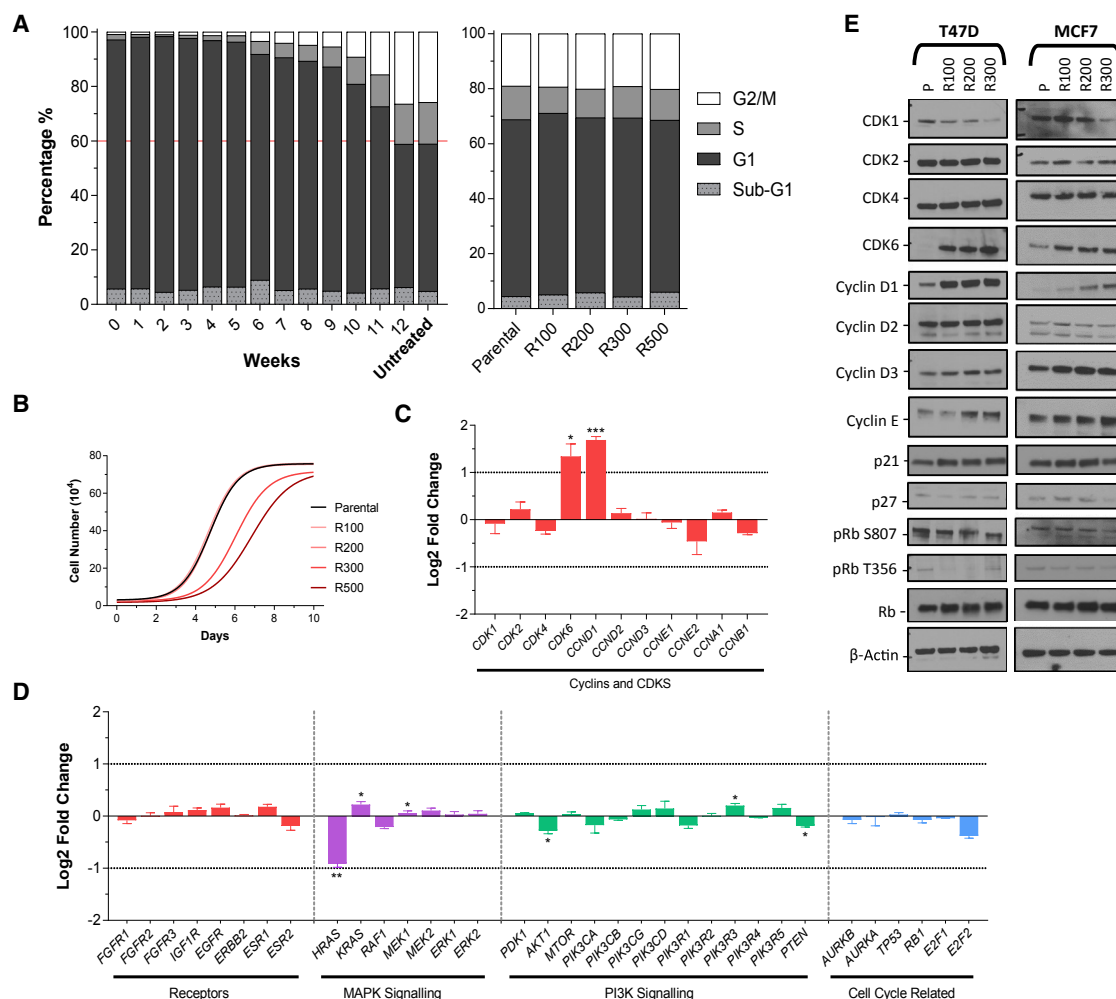 A
Percentage %
100
80
60
40
20
0
0 1 2 3 4 5 6 7 8 9 10 11 12 Untreated
Weeks
100
80
60
40
20
0
Parental R100 R200 R300 R500
G2/M
S
G1
Sub-G1
B
Cell Number (10⁴)
80
60
40
20
0
0 2 4 6 8 10
Days
Parental
R100
R200
R300
R500
C
Log2 Fold Change
2
1
0
-1
-2
* ***
CDK1 CDK2 CDK4 CDK6 CCND1 CCND2 CCND3 CCNE1 CCNE2 CCNA1 CCNB1
Cyclins and CDKS
D
Log2 Fold Change
2
1
0
-1
-2
** * * * * *
FGFR1 FGFR2 FGFR3 IGF1R EGFR ERBB2 ESR1 ESR2
Receptors
HRAS KRAS RAF1 MEK1 MEK2 ERK1 ERK2
MAPK Signalling
PDK1 AKT1 MTOR PIK3CA PIK3CB PIK3CG PIK3CD PIK3R1 PIK3R2 PIK3R3 PIK3R4 PIK3R5 PTEN
PI3K Signalling
AURKB AURKA TP53 RB1 E2F1 E2F2
Cell Cycle Related
E
T47D MCF7
P R100 R200 R300 P R100 R200 R300
CDK1
CDK2
CDK4
CDK6
Cyclin D1
Cyclin D2
Cyclin D3
Cyclin E
p21
p27
pRb S807
pRb T356
Rb
β-Actin